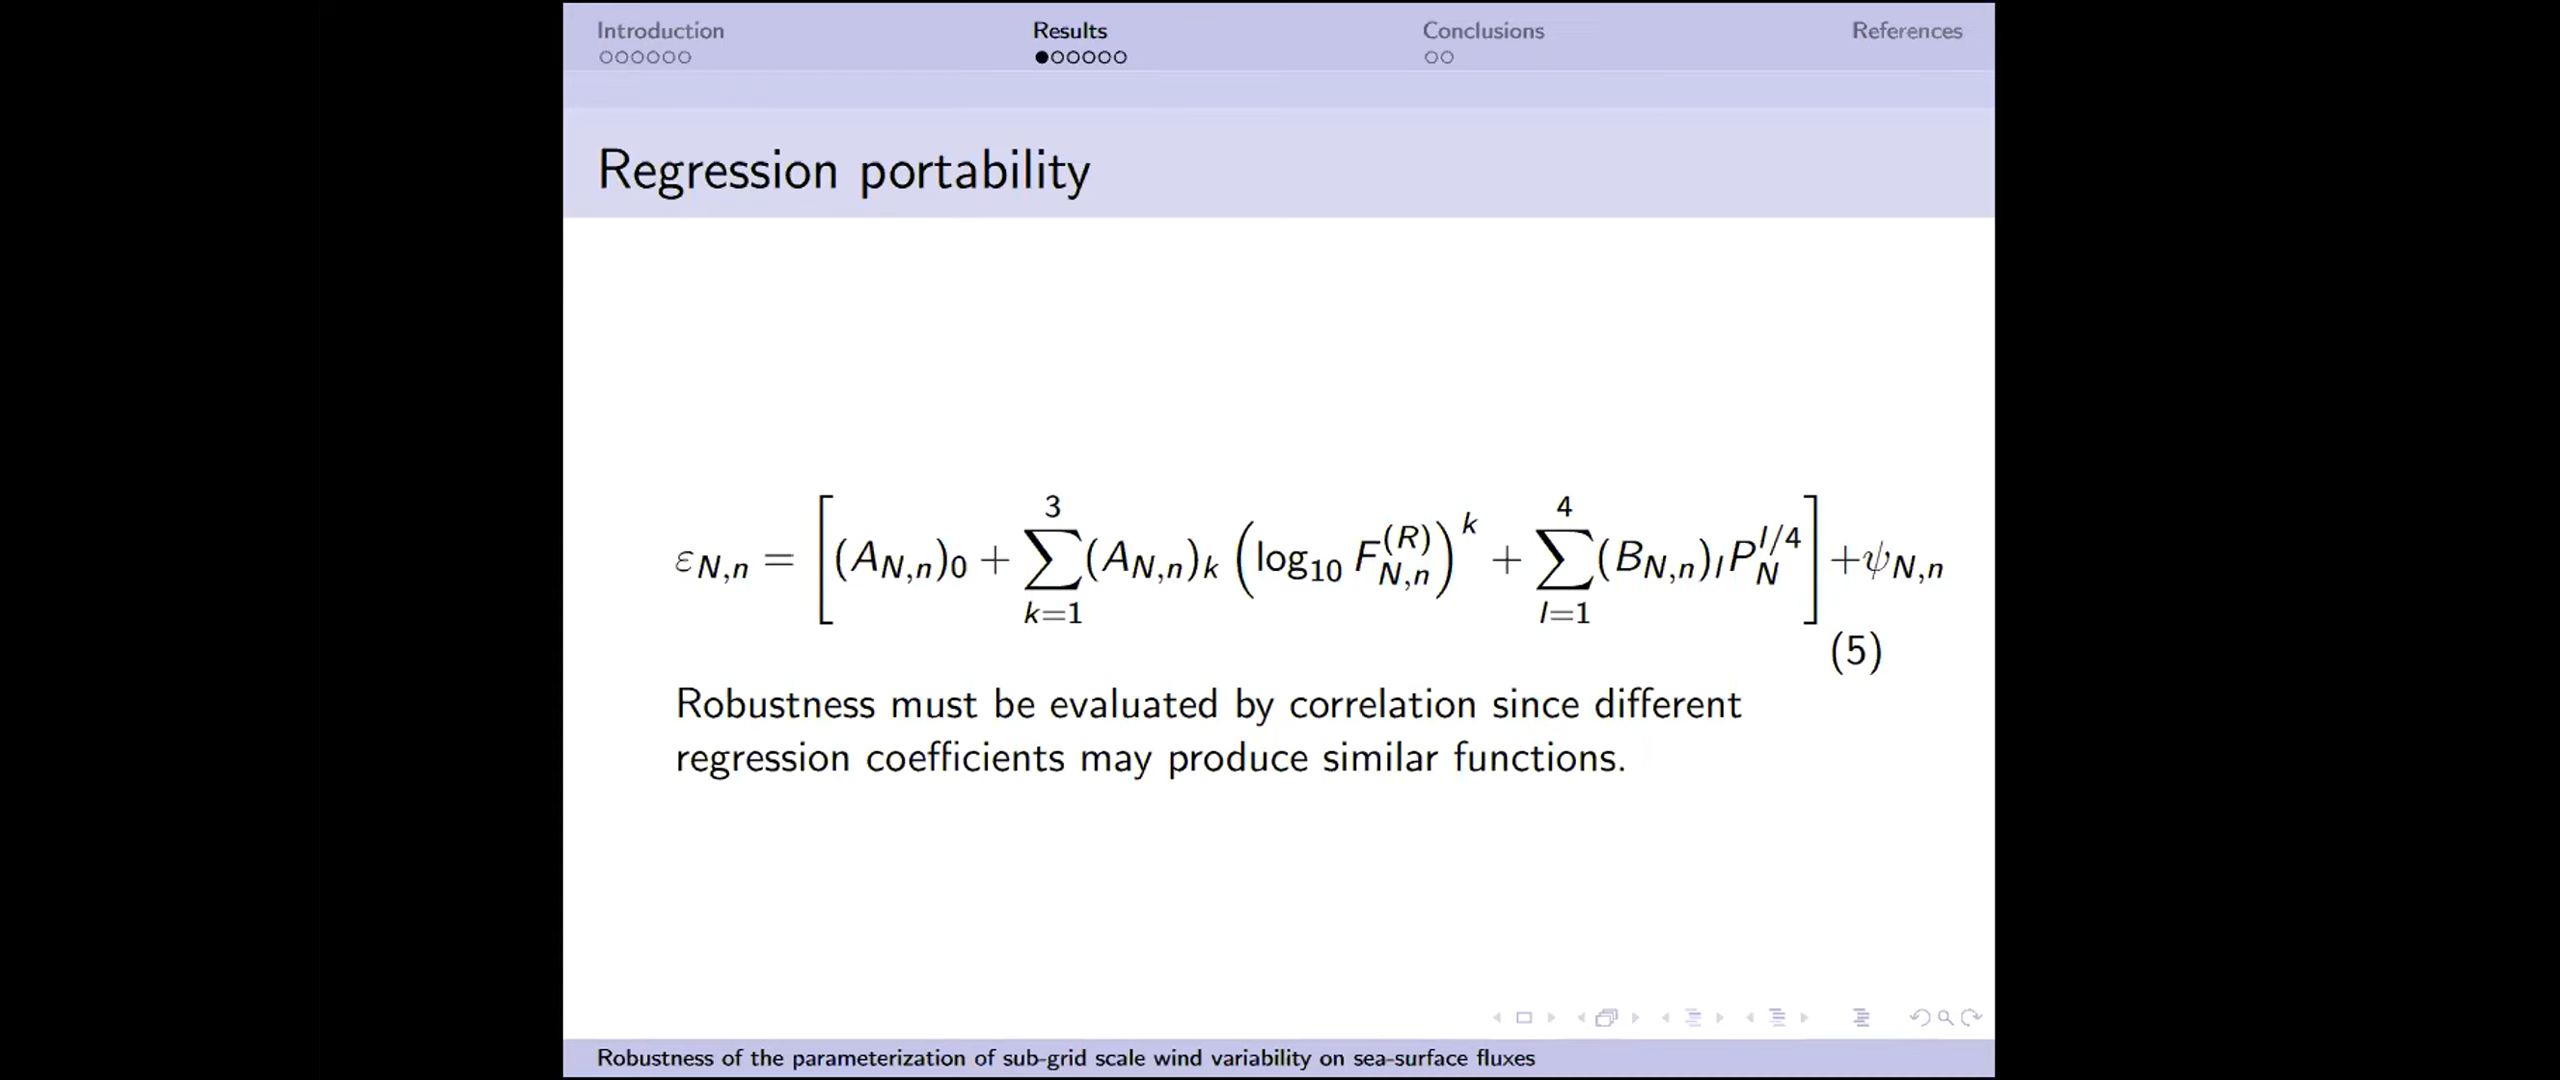 Introduction Results Conclusions References
Regression portability
ε_{N,n} = [(A_{N,n})_0 + \sum_{k=1}^{3} (A_{N,n})_k (log_{10} F_{N,n}^{(R)})^k + \sum_{l=1}^{4} (B_{N,n})_l P_N^{l/4}] + ψ_{N,n}
(5)
Robustness must be evaluated by correlation since different
regression coefficients may produce similar functions.
Robustness of the parameterization of sub-grid scale wind variability on sea-surface fluxes